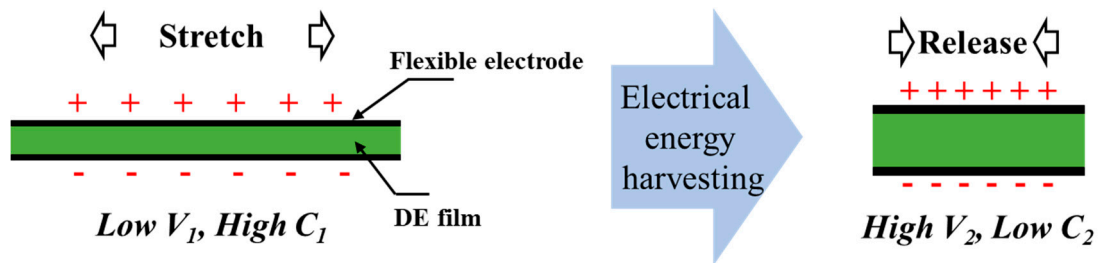 Stretch
Flexible electrode
+ + + + + +
- - - - - -
DE film
Low V1, High C1
Electrical
energy
harvesting
Release
+ + + + + +
- - - - - -
High V2, Low C2